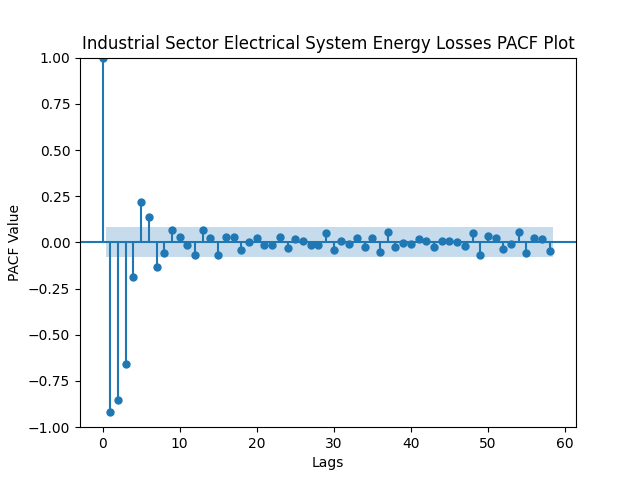 Industrial Sector Electrical System Energy Losses PACF Plot
1.00
0.75
0.50
0.25
0.00
−0.25
−0.50
−0.75
−1.00
PACF Value
0 10 20 30 40 50 60
Lags